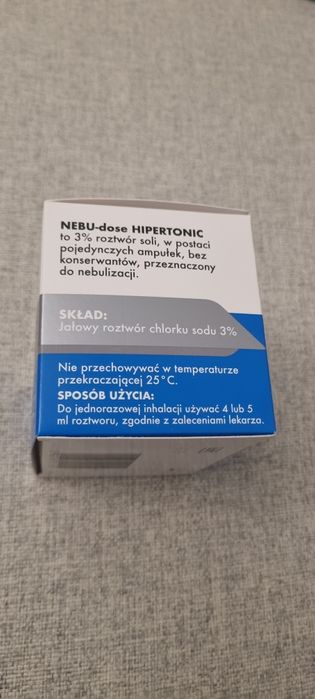 NEBU-dose HIPERTONIC
to 3% roztwór soli, w postaci
pojedynczych ampułek, bez
konserwantów, przeznaczony
do nebulizacji.
SKŁAD:
Jałowy roztwór chlorku sodu 3%
Nie przechowywać w temperaturze
przekraczającej 25°C.
SPOSÓB UŻYCIA:
Do jednorazowej inhalacji używać 4 lub 5
ml roztworu, zgodnie z zaleceniami lekarza.